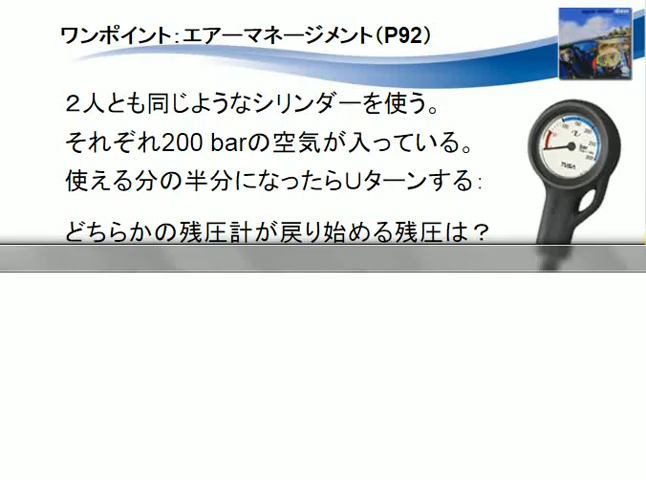 ワンポイント：エアーマネージメント（P92）
２人とも同じようなシリンダーを使う。
それぞれ200 barの空気が入っている。
使える分の半分になったらＵターンする：
どちらかの残圧計が戻り始める残圧は？
bar
TUSA